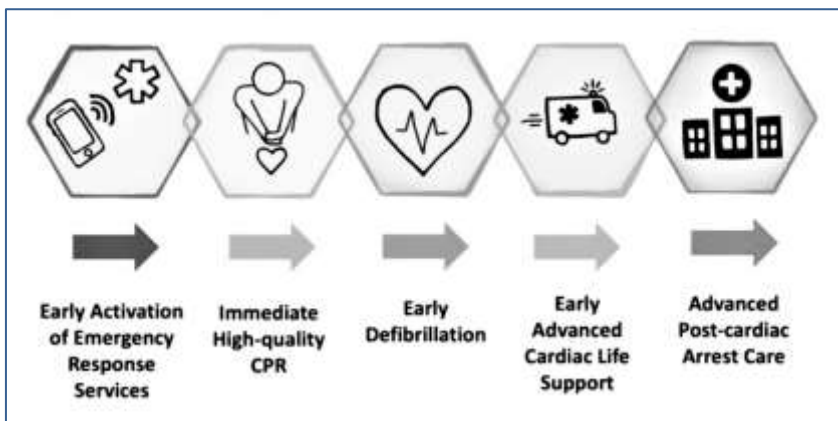 Early Activation
of Emergency
Response
Services
Immediate
High-quality
CPR
Early
Defibrillation
Early
Advanced
Cardiac Life
Support
Advanced
Post-cardiac
Arrest Care